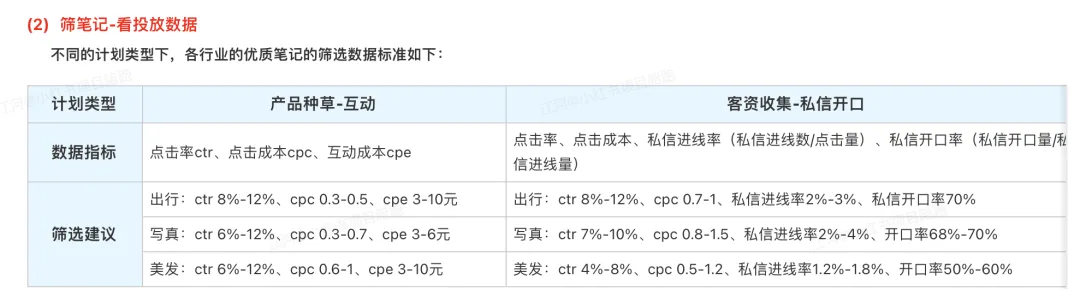 (2) 筛笔记-看投放数据
不同的计划类型下，各行业的优质笔记的筛选数据标准如下：
计划类型 产品种草-互动 客资收集-私信开口
数据指标 点击率ctr、点击成本cpc、互动成本cpe 点击率、点击成本、私信进线率（私信进线数/点击量）、私信开口率（私信开口量/私
信进线量）
筛选建议
出行：ctr 8%-12%、cpc 0.3-0.5、cpe 3-10元 出行：ctr 8%-12%、cpc 0.7-1、私信进线率2%-3%、私信开口率70%
写真：ctr 6%-12%、cpc 0.3-0.7、cpe 3-6元 写真：ctr 7%-10%、cpc 0.8-1.5、私信进线率2%-4%、开口率68%-70%
美发：ctr 6%-12%、cpc 0.6-1、cpe 3-10元 美发：ctr 4%-8%、cpc 0.5-1.2、私信进线率1.2%-1.8%、开口率50%-60%